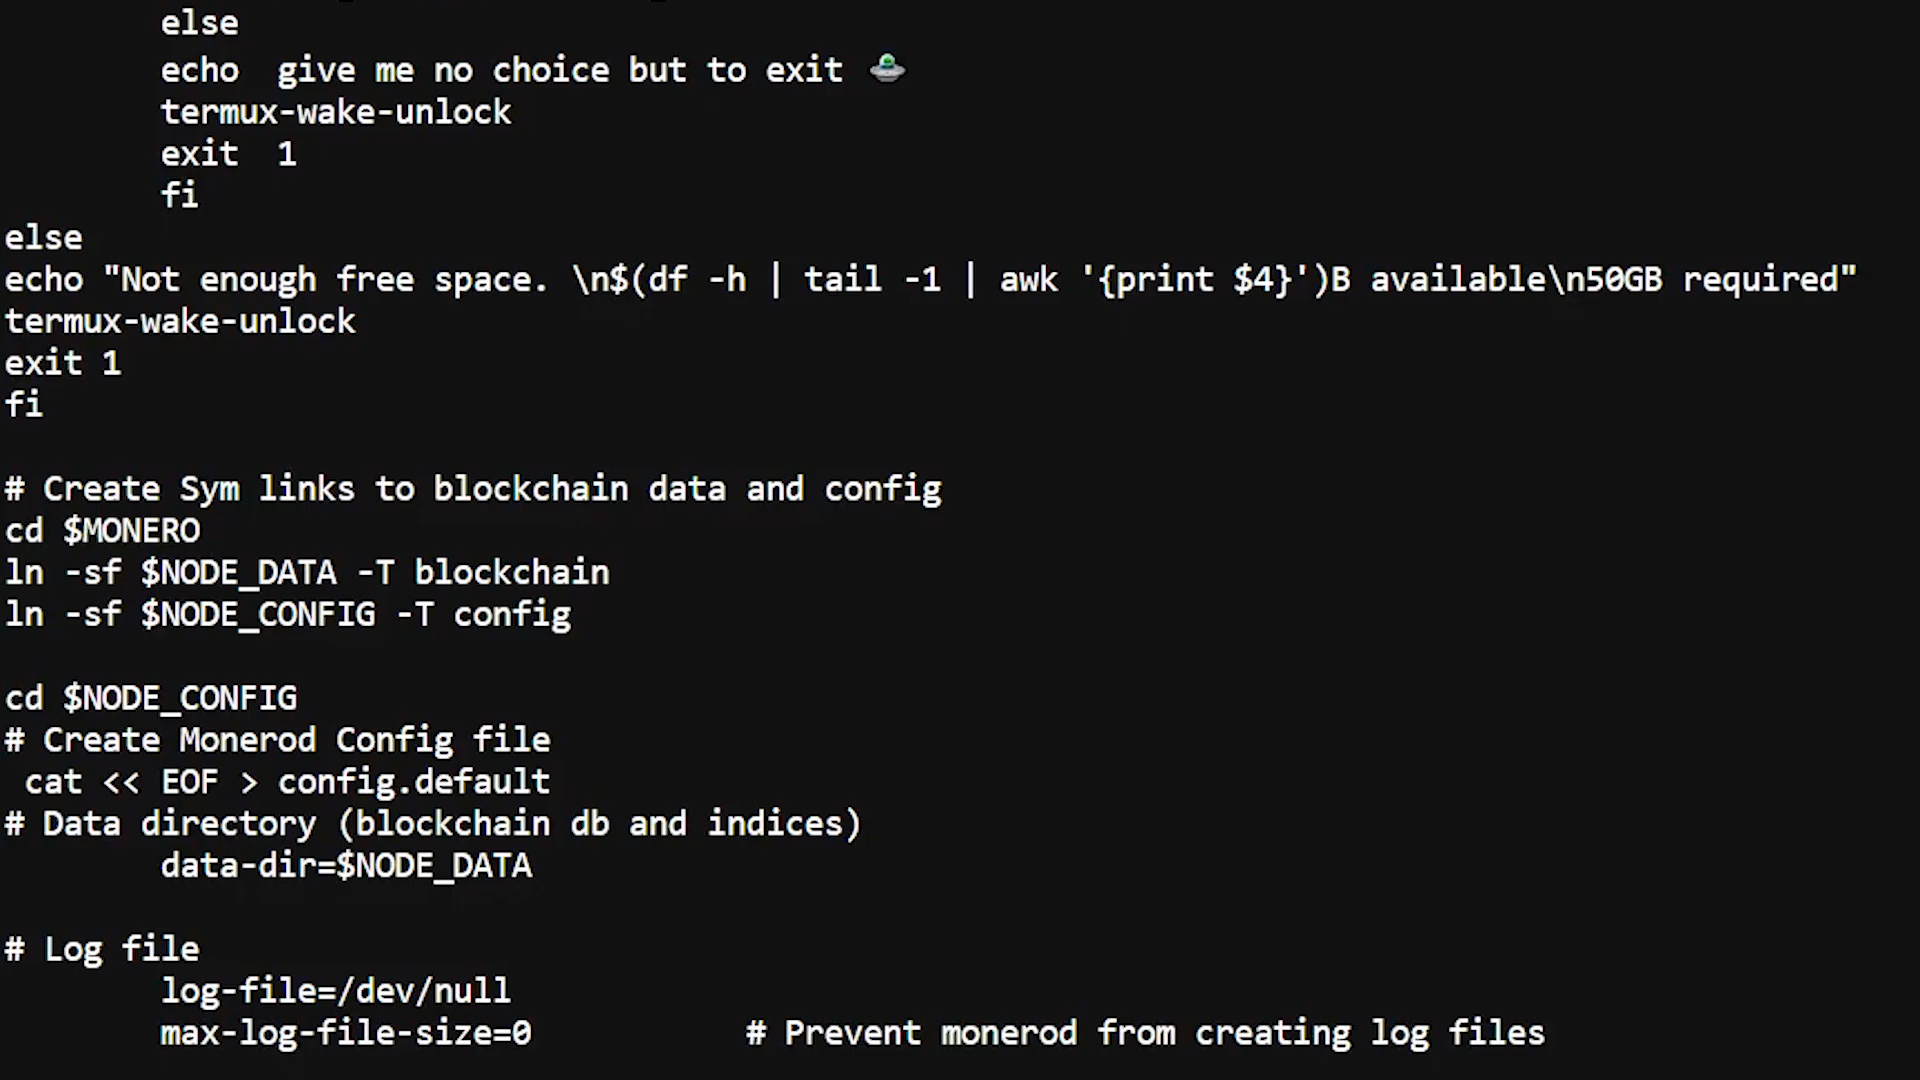 else
echo  give me no choice but to exit 🛸
termux-wake-unlock
exit  1
fi
else
echo "Not enough free space. \n$(df -h | tail -1 | awk '{print $4}')B available\n50GB required"
termux-wake-unlock
exit 1
fi
# Create Sym links to blockchain data and config
cd $MONERO
ln -sf $NODE_DATA -T blockchain
ln -sf $NODE_CONFIG -T config
cd $NODE_CONFIG
# Create Monerod Config file
cat << EOF > config.default
# Data directory (blockchain db and indices)
data-dir=$NODE_DATA
# Log file
log-file=/dev/null
max-log-file-size=0           # Prevent monerod from creating log files